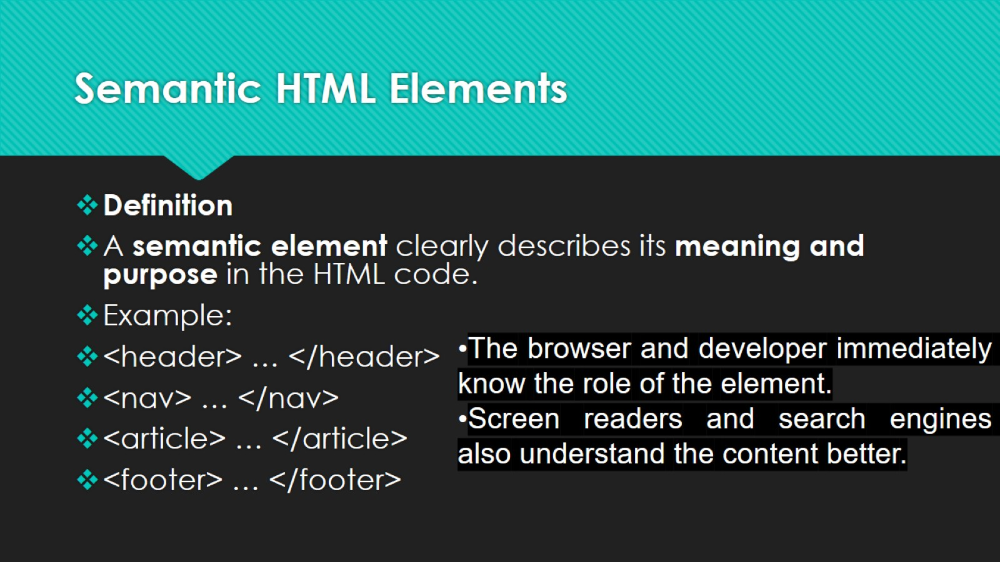 Semantic HTML Elements
Definition
A semantic element clearly describes its meaning and
purpose in the HTML code.
Example:
<header> ... </header>
<nav> ... </nav>
<article> ... </article>
<footer> ... </footer>
•The browser and developer immediately
know the role of the element.
•Screen readers and search engines
also understand the content better.